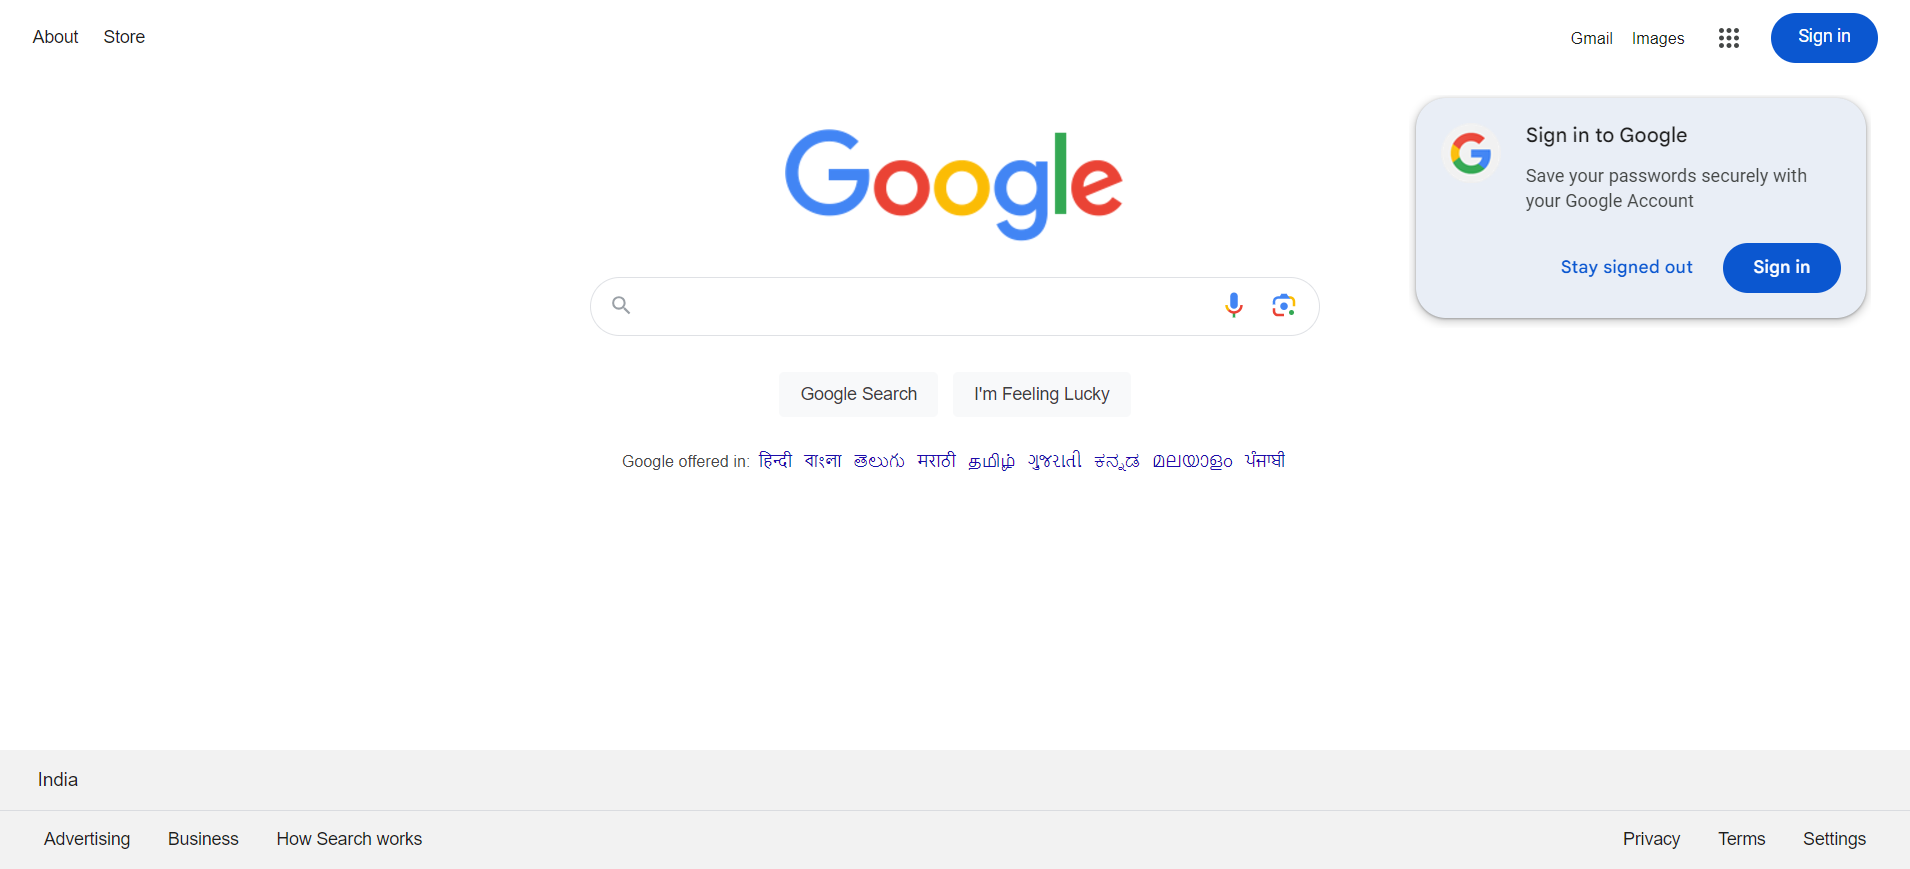 About Store
Gmail Images Sign in
Google
Sign in to Google
Save your passwords securely with
your Google Account
Stay signed out Sign in
Google Search I'm Feeling Lucky
Google offered in: हिन्दी বাংলা తెలుగు मराठी தமிழ் ગુજરાતી ಕನ್ನಡ മലയാളം ਪੰਜਾਬੀ
India
Advertising Business How Search works
Privacy Terms Settings